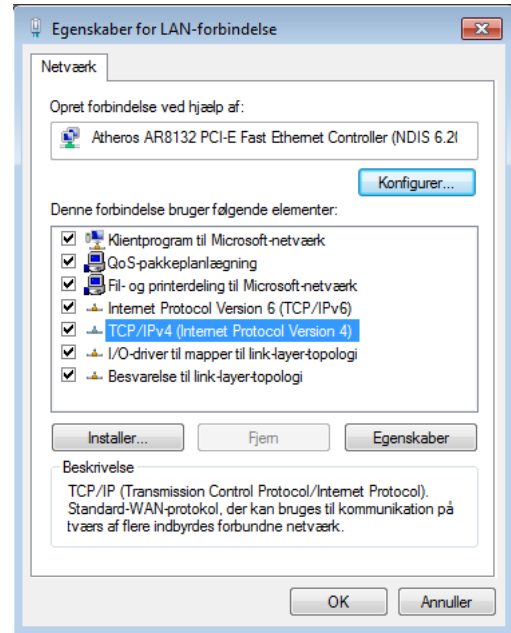 Egenskaber for LAN-forbindelse
Netværk
Opret forbindelse ved hjælp af:
Atheros AR8132 PCI-E Fast Ethernet Controller (NDIS 6.2(
Konfigurer...
Denne forbindelse bruger følgende elementer:
Klientprogram til Microsoft-netværk
QoS-pakkeplanlægning
Fil- og printerdeling til Microsoft-netværk
Internet Protocol Version 6 (TCP/IPv6)
TCP/IPv4 (Internet Protocol Version 4)
I/O-driver til mapper til link-layer-topologi
Besvarelse til link-layer-topologi
Installer...
Fjern
Egenskaber
Beskrivelse
TCP/IP (Transmission Control Protocol/Internet Protocol).
Standard-WAN-protokol, der kan bruges til kommunikation på
tværs af flere indbyrdes forbundne netværk.
OK
Annuller